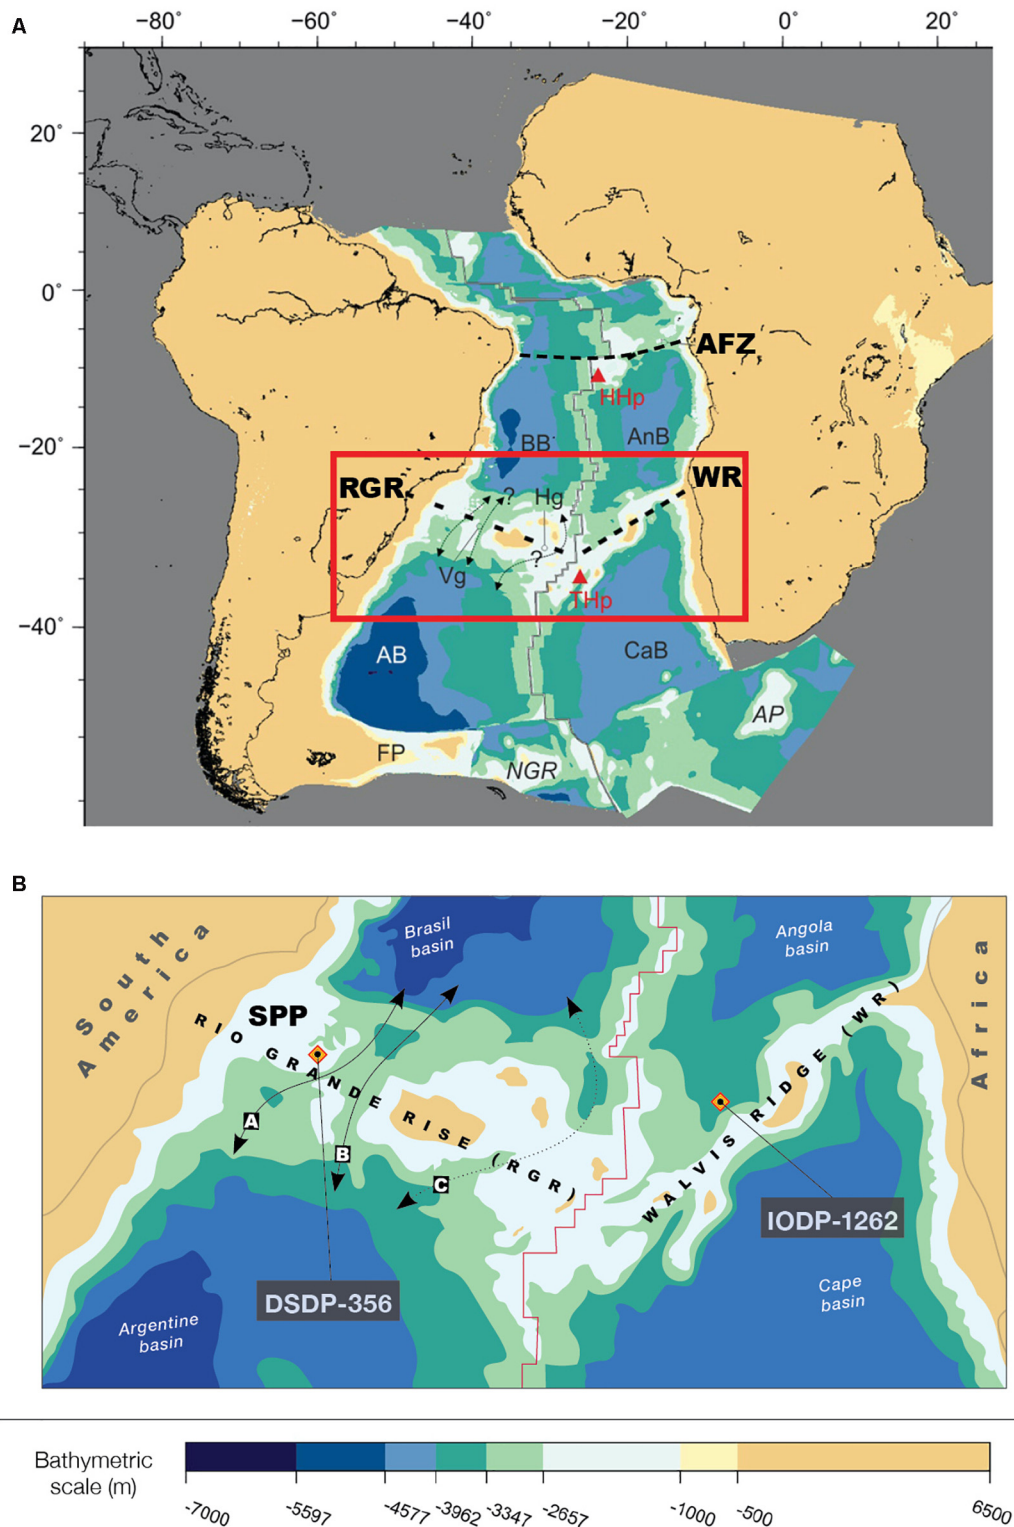 A
−80°
−60°
−40°
−20°
0°
20°
20°
0°
−20°
−40°
AFZ
HHp
BB
AnB
RGR
WR
?
Hg
?
Vg
THp
AB
CaB
AP
FP
NGR
B
South
America
Brasil
basin
Angola
basin
Africa
SPP
RIO GRANDE RISE (RGR)
WALVIS RIDGE (WR)
A
B
C
IODP-1262
DSDP-356
Argentine
basin
Cape
basin
Bathymetric
scale (m)
-7000
-5597
-4577
-3962
-3347
-2657
-1000
-500
6500